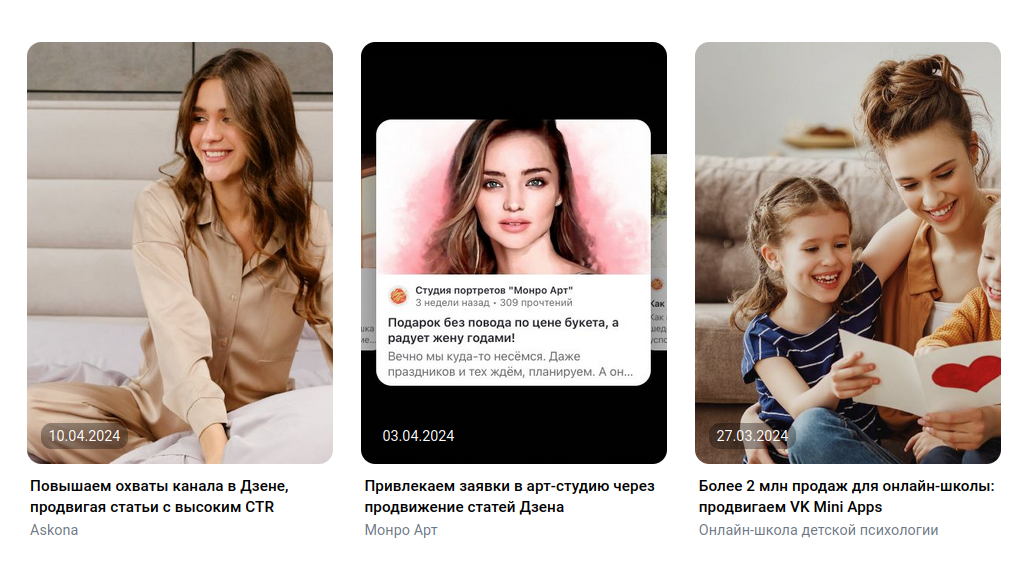 10.04.2024
Повышаем охваты канала в Дзене,
продвигая статьи с высоким CTR
Askona
Студия портретов "Монро Арт"
3 недели назад • 309 прочтений
Подарок без повода по цене букета, а
радует жену годами!
Вечно мы куда-то несёмся. Даже
праздников и тех ждём, планируем. А он...
Как
03.04.2024
Привлекаем заявки в арт-студию через
продвижение статей Дзена
Монро Арт
27.03.2024
Более 2 млн продаж для онлайн-школы:
продвигаем VK Mini Apps
Онлайн-школа детской психологии